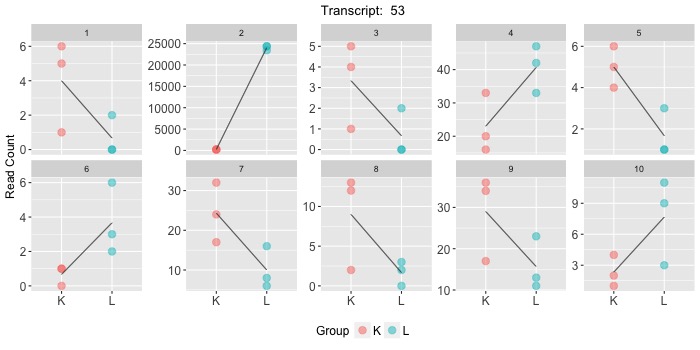 Transcript: 53
1 2 3 4 5
6 4 2 0
25000 20000 15000 10000 5000 0
5 4 3 2 1 0
40 30 20
6 4 2
Read Count
6 7 8 9 10
6 4 2 0
30 20 10
10 5 0
30 20 10
9 6 3
K L K L K L K L K L
Group K L